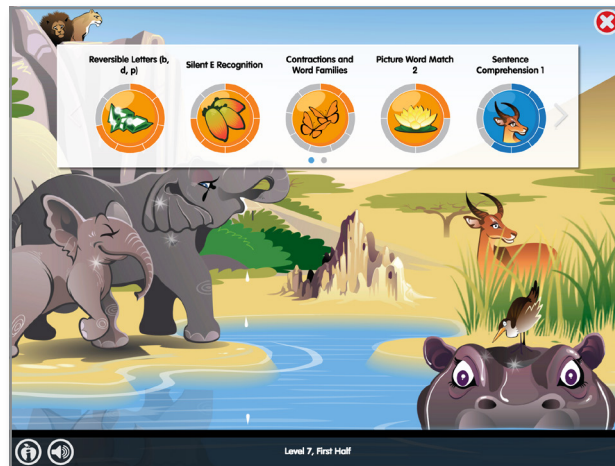 Reversible Letters (b,
d, p)
Silent E Recognition
Contractions and
Word Families
Picture Word Match
2
Sentence
Comprehension 1
Level 7, First Half